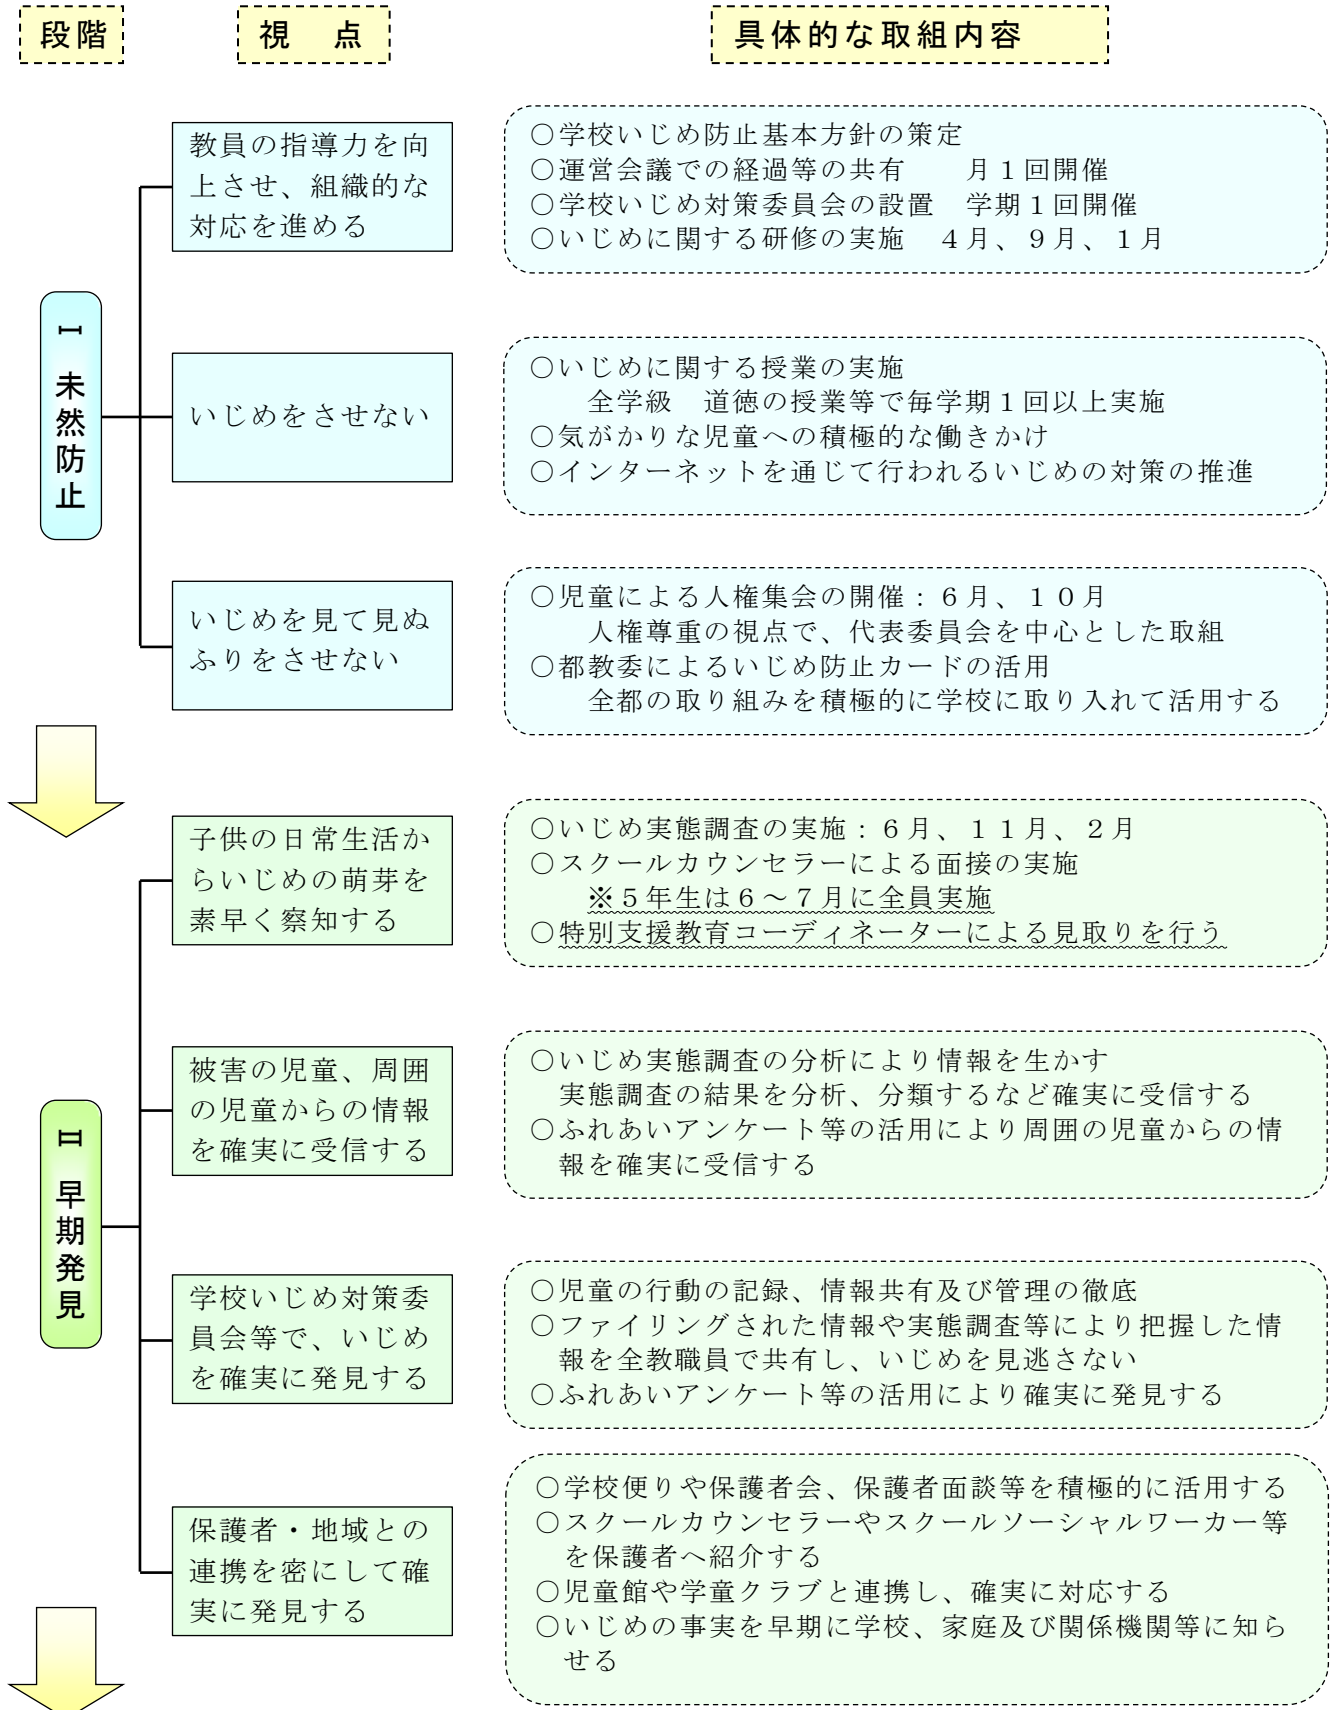 段階　視　点　具体的な取組内容
教員の指導力を向
上させ、組織的な
対応を進める
○学校いじめ防止基本方針の策定
○運営会議での経過等の共有　　月１回開催
○学校いじめ対策委員会の設置　学期１回開催
○いじめに関する研修の実施　４月、９月、１月
Ⅰ　未然防止
いじめをさせない
○いじめに関する授業の実施
全学級　道徳の授業等で毎学期１回以上実施
○気がかりな児童への積極的な働きかけ
○インターネットを通じて行われるいじめの対策の推進
いじめを見て見ぬ
ふりをさせない
○児童による人権集会の開催：６月、１０月
人権尊重の視点で、代表委員会を中心とした取組
○都教委によるいじめ防止カードの活用
全都の取り組みを積極的に学校に取り入れて活用する
子供の日常生活か
らいじめの萌芽を
素早く察知する
○いじめ実態調査の実施：６月、１１月、２月
○スクールカウンセラーによる面接の実施
※５年生は６～７月に全員実施
○特別支援教育コーディネーターによる見取りを行う
被害の児童、周囲
の児童からの情報
を確実に受信する
○いじめ実態調査の分析により情報を生かす
実態調査の結果を分析、分類するなど確実に受信する
○ふれあいアンケート等の活用により周囲の児童からの情
報を確実に受信する
Ⅱ　早期発見
学校いじめ対策委
員会等で、いじめ
を確実に発見する
○児童の行動の記録、情報共有及び管理の徹底
○ファイリングされた情報や実態調査等により把握した情
報を全教職員で共有し、いじめを見逃さない
○ふれあいアンケート等の活用により確実に発見する
保護者・地域との
連携を密にして確
実に発見する
○学校便りや保護者会、保護者面談等を積極的に活用する
○スクールカウンセラーやスクールソーシャルワーカー等
を保護者へ紹介する
○児童館や学童クラブと連携し、確実に対応する
○いじめの事実を早期に学校、家庭及び関係機関等に知ら
せる